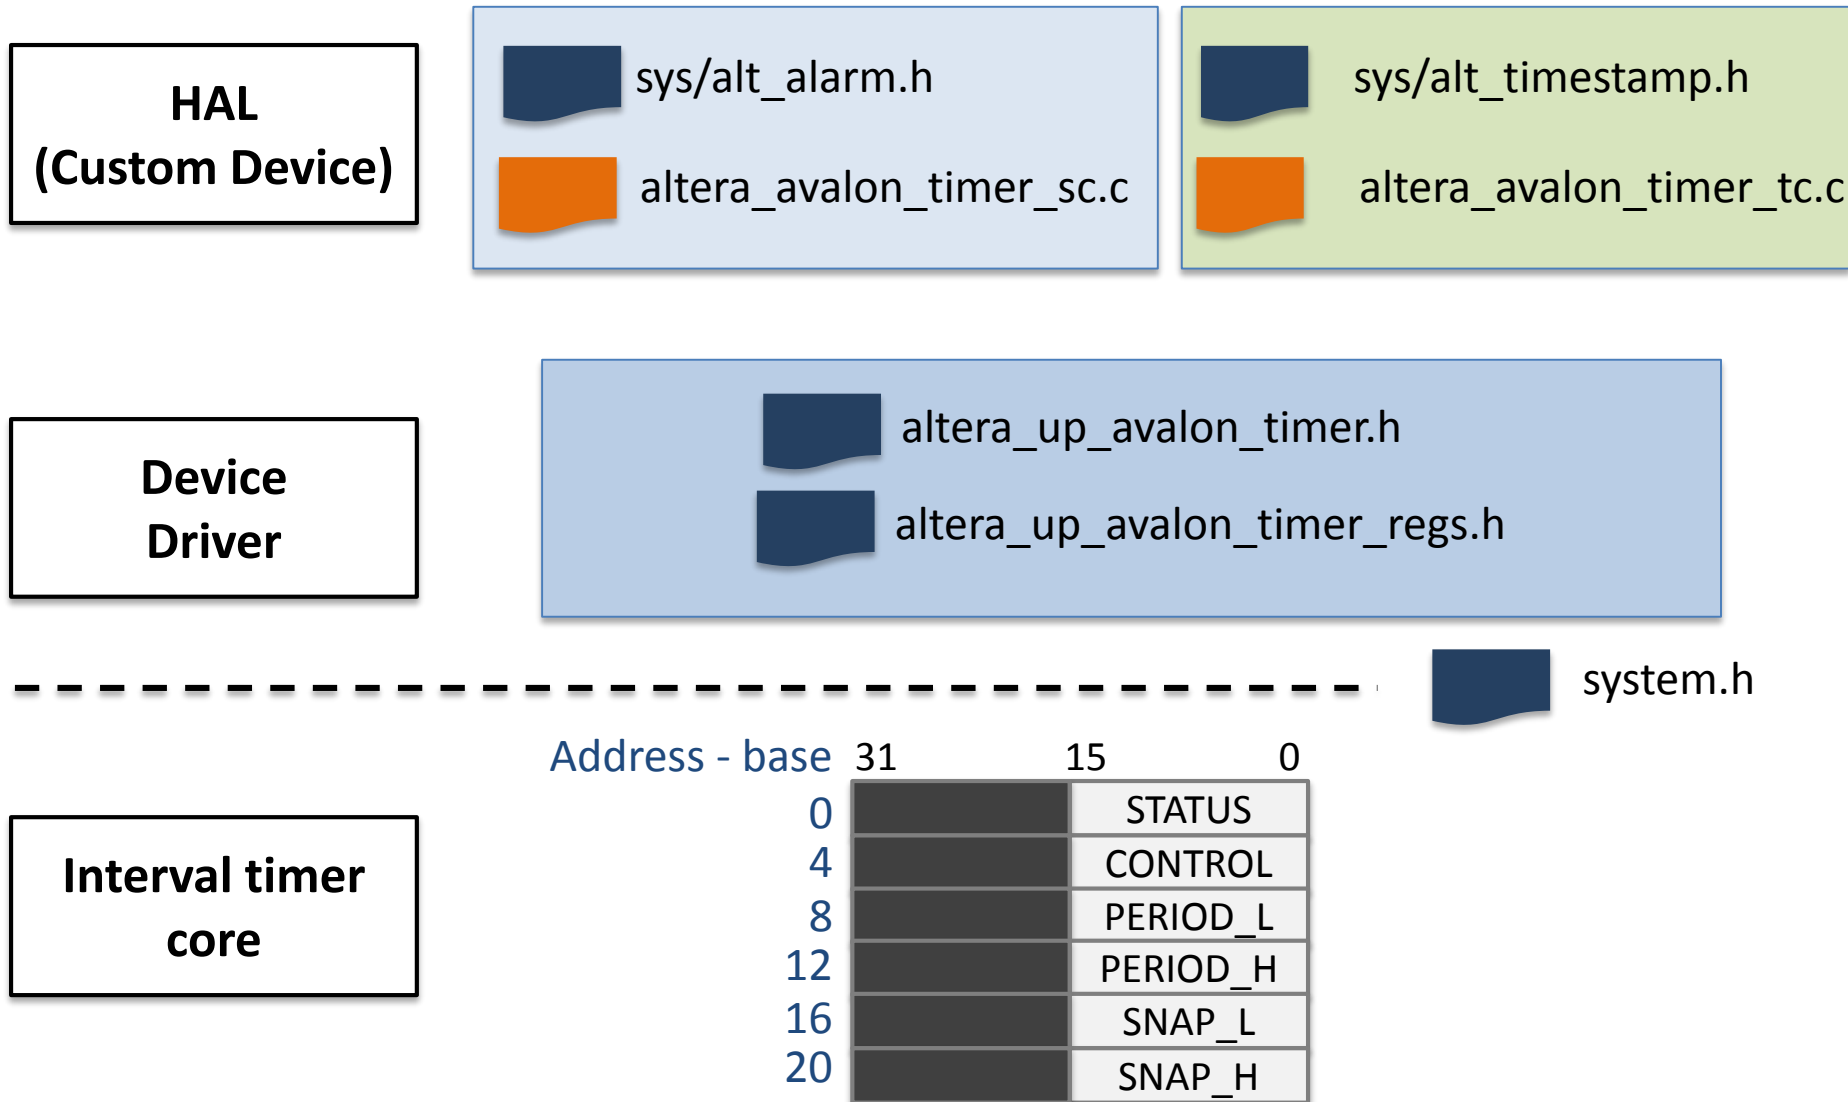 HAL
(Custom Device)
sys/alt_alarm.h
altera_avalon_timer_sc.c
sys/alt_timestamp.h
altera_avalon_timer_tc.c
Device
Driver
altera_up_avalon_timer.h
altera_up_avalon_timer_regs.h
system.h
Interval timer
core
Address - base 31 15 0
0 STATUS
4 CONTROL
8 PERIOD_L
12 PERIOD_H
16 SNAP_L
20 SNAP_H